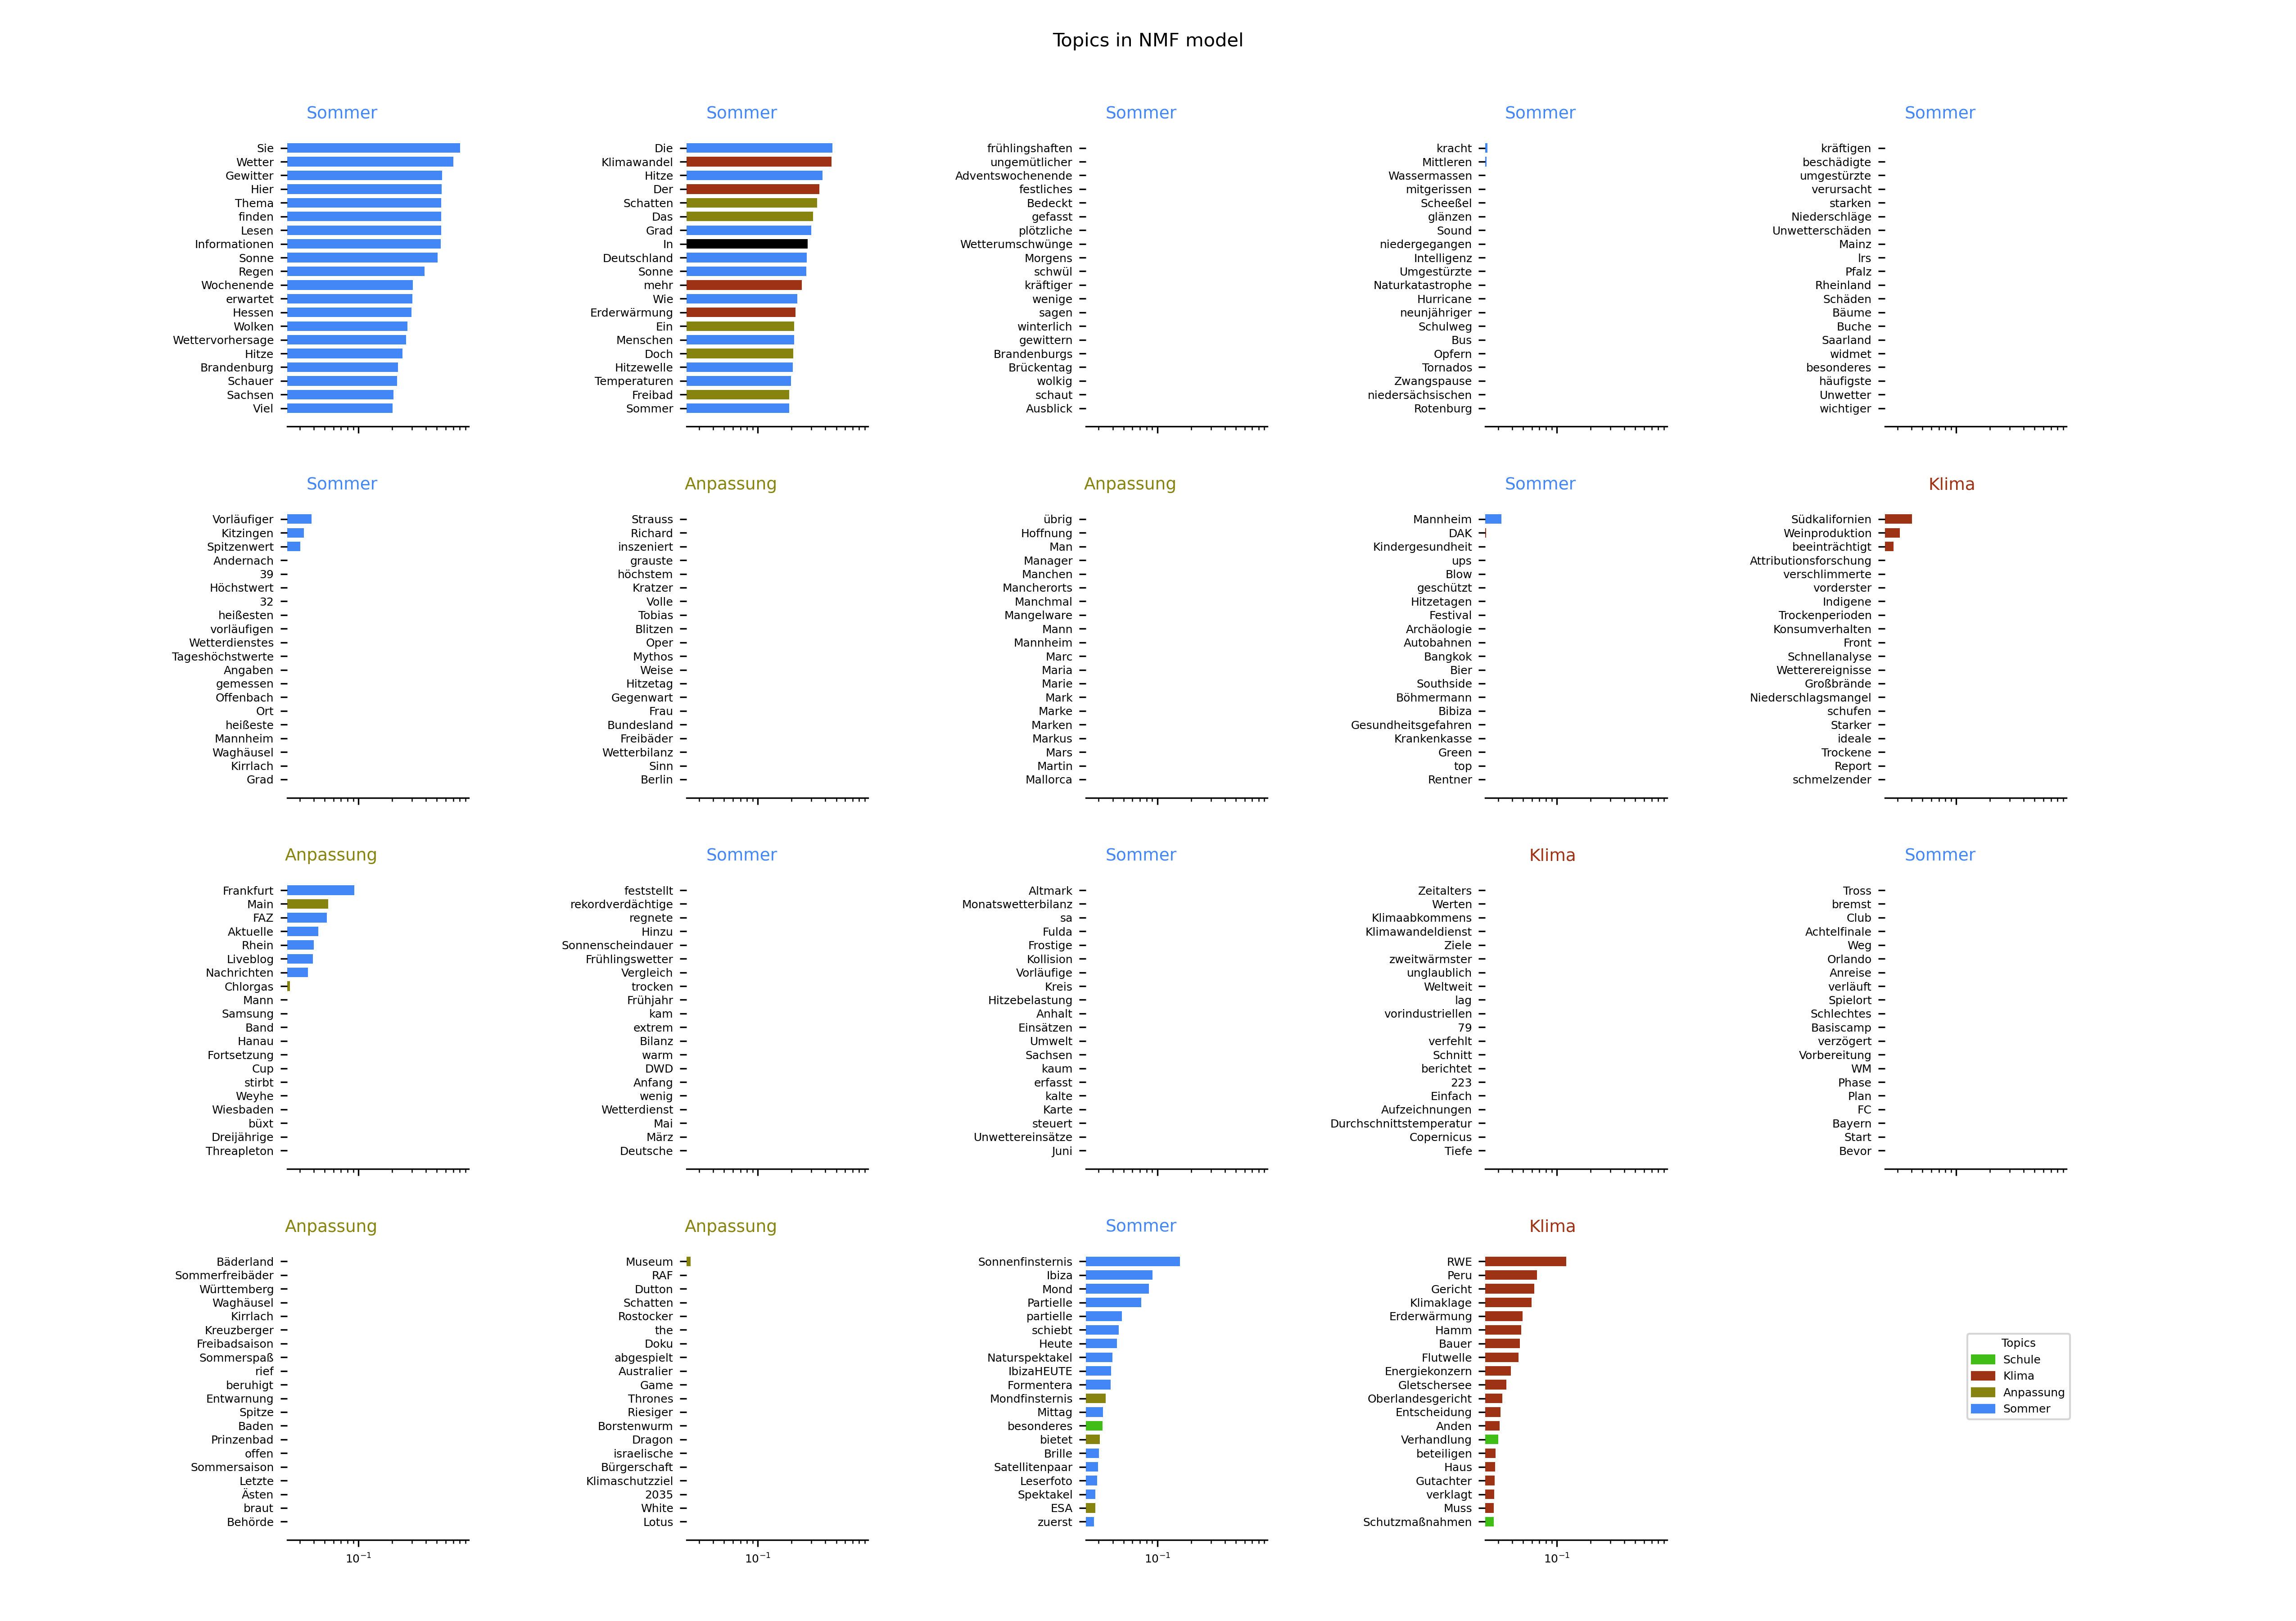 Topics in NMF model
Sommer
Sie
Wetter
Gewitter
Hier
Thema
finden
Lesen
Informationen
Sonne
Regen
Wochenende
erwartet
Hessen
Wolken
Wettervorhersage
Hitze
Brandenburg
Schauer
Sachsen
Viel
Sommer
Die
Klimawandel
Hitze
Der
Schatten
Das
Grad
In
Deutschland
Sonne
mehr
Wie
Erderwärmung
Ein
Menschen
Doch
Hitzewelle
Temperaturen
Freibad
Sommer
Sommer
frühlingshaften
ungemütlicher
Adventswochenende
festliches
Bedeckt
gefasst
plötzliche
Wetterumschwünge
Morgens
schwül
kräftiger
wenige
sagen
winterlich
gewittern
Brandenburgs
Brückentag
wolkig
schaut
Ausblick
Sommer
kracht
Mittleren
Wassermassen
mitgerissen
Scheeßel
glänzen
Sound
niedergegangen
Intelligenz
Umgestürzte
Naturkatastrophe
Hurricane
neunjähriger
Schulweg
Bus
Opfern
Tornados
Zwangspause
niedersächsischen
Rotenburg
Sommer
kräftigen
beschädigte
umgestürzte
verursacht
starken
Niederschläge
Unwetterschäden
Mainz
lrs
Pfalz
Rheinland
Schäden
Bäume
Buche
Saarland
widmet
besonderes
häufigste
Unwetter
wichtiger
Sommer
Vorläufiger
Kitzingen
Spitzenwert
Andernach
39
Höchstwert
32
heißesten
vorläufigen
Wetterdienstes
Tageshöchstwerte
Angaben
gemessen
Offenbach
Ort
heißeste
Mannheim
Waghäusel
Kirrlach
Grad
Anpassung
Strauss
Richard
inszeniert
grauste
höchstem
Kratzer
Volle
Tobias
Blitzen
Oper
Mythos
Weise
Hitzetag
Gegenwart
Frau
Bundesland
Freibäder
Wetterbilanz
Sinn
Berlin
Anpassung
übrig
Hoffnung
Man
Manager
Manchen
Mancherorts
Manchmal
Mangelware
Mann
Mannheim
Marc
Maria
Marie
Mark
Marke
Marken
Markus
Mars
Martin
Mallorca
Sommer
Mannheim
DAK
Kindergesundheit
ups
Blow
geschützt
Hitzetagen
Festival
Archäologie
Autobahnen
Bangkok
Bier
Southside
Böhmermann
Bibiza
Gesundheitsgefahren
Krankenkasse
Green
top
Rentner
Klima
Südkalifornien
Weinproduktion
beeinträchtigt
Attributionsforschung
verschlimmerte
vorderster
Indigene
Trockenperioden
Konsumverhalten
Front
Schnellanalyse
Wetterereignisse
Großbrände
Niederschlagsmangel
schufen
Starker
ideale
Trockene
Report
schmelzender
Anpassung
Frankfurt
Main
FAZ
Aktuelle
Rhein
Liveblog
Nachrichten
Chlorgas
Mann
Samsung
Band
Hanau
Fortsetzung
Cup
stirbt
Weyhe
Wiesbaden
büxt
Dreijährige
Threapleton
Sommer
feststellt
rekordverdächtige
regnete
Hinzu
Sonnenscheindauer
Frühlingswetter
Vergleich
trocken
Frühjahr
kam
extrem
Bilanz
warm
DWD
Anfang
wenig
Wetterdienst
Mai
März
Deutsche
Sommer
Altmark
Monatswetterbilanz
sa
Fulda
Frostige
Kollision
Vorläufige
Kreis
Hitzebelastung
Anhalt
Einsätzen
Umwelt
Sachsen
kaum
erfasst
kalte
Karte
steuert
Unwettereinsätze
Juni
Klima
Zeitalters
Werten
Klimaabkommens
Klimawandeldienst
Ziele
zweitwärmster
unglaublich
Weltweit
lag
vorindustriellen
79
verfehlt
Schnitt
berichtet
223
Einfach
Aufzeichnungen
Durchschnittstemperatur
Copernicus
Tiefe
Sommer
Tross
bremst
Club
Achtelfinale
Weg
Orlando
Anreise
verläuft
Spielort
Schlechtes
Basiscamp
verzögert
Vorbereitung
WM
Phase
Plan
FC
Bayern
Start
Bevor
Anpassung
Bäderland
Sommerfreibäder
Württemberg
Waghäusel
Kirrlach
Kreuzberger
Freibadsaison
Sommerspaß
rief
beruhigt
Entwarnung
Spitze
Baden
Prinzenbad
offen
Sommersaison
Letzte
Ästen
braut
Behörde
10⁻¹
Anpassung
Museum
RAF
Dutton
Schatten
Rostocker
the
Doku
abgespielt
Australier
Game
Thrones
Riesiger
Borstenwurm
Dragon
israelische
Bürgerschaft
Klimaschutzziel
2035
White
Lotus
10⁻¹
Sommer
Sonnenfinsternis
Ibiza
Mond
Partielle
partielle
schiebt
Heute
Naturspektakel
IbizaHEUTE
Formentera
Mondfinsternis
Mittag
besonderes
bietet
Brille
Satellitenpaar
Leserfoto
Spektakel
ESA
zuerst
10⁻¹
Klima
RWE
Peru
Gericht
Klimaklage
Erderwärmung
Hamm
Bauer
Flutwelle
Energiekonzern
Gletschersee
Oberlandesgericht
Entscheidung
Anden
Verhandlung
beteiligen
Haus
Gutachter
verklagt
Muss
Schutzmaßnahmen
10⁻¹
Topics
Schule
Klima
Anpassung
Sommer